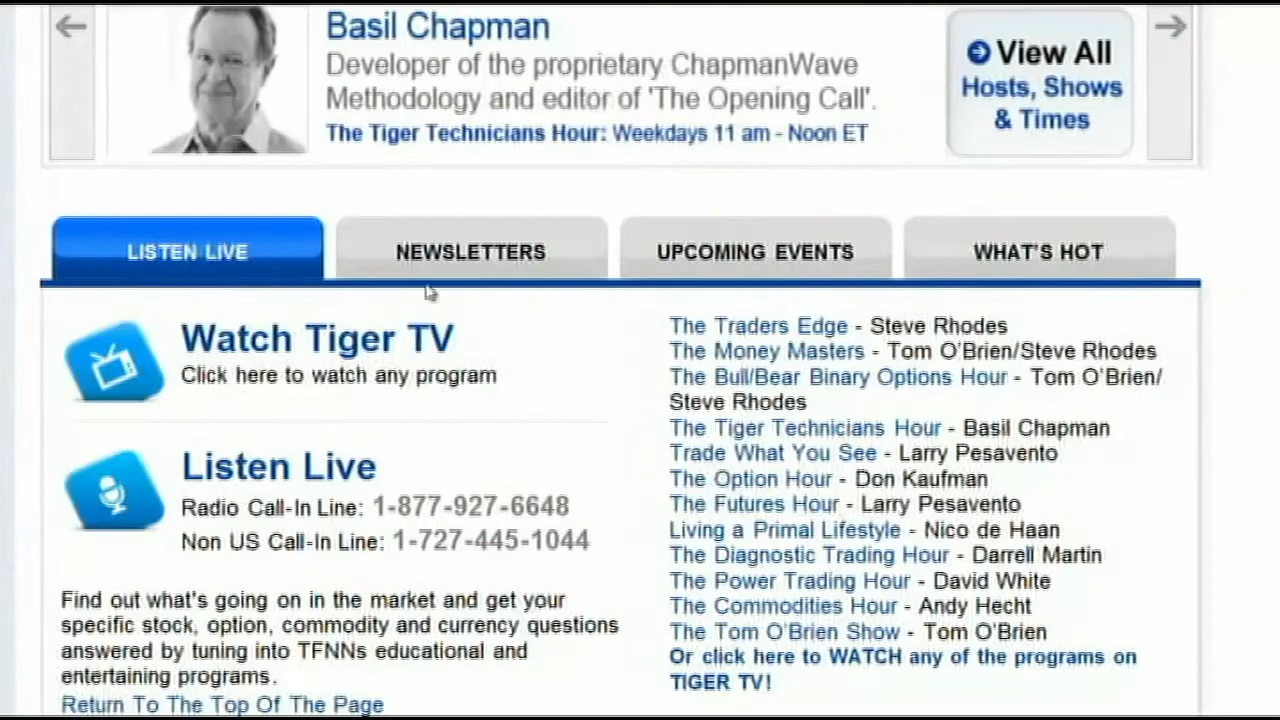 Basil Chapman
Developer of the proprietary ChapmanWave
Methodology and editor of 'The Opening Call'.
The Tiger Technicians Hour: Weekdays 11 am - Noon ET
View All
Hosts, Shows
& Times
LISTEN LIVE
NEWSLETTERS
UPCOMING EVENTS
WHAT'S HOT
Watch Tiger TV
Click here to watch any program
Listen Live
Radio Call-In Line: 1-877-927-6648
Non US Call-In Line: 1-727-445-1044
Find out what's going on in the market and get your
specific stock, option, commodity and currency questions
answered by tuning into TFNNs educational and
entertaining programs.
Return To The Top Of The Page
The Traders Edge - Steve Rhodes
The Money Masters - Tom O'Brien/Steve Rhodes
The Bull/Bear Binary Options Hour - Tom O'Brien/
Steve Rhodes
The Tiger Technicians Hour - Basil Chapman
Trade What You See - Larry Pesavento
The Option Hour - Don Kaufman
The Futures Hour - Larry Pesavento
Living a Primal Lifestyle - Nico de Haan
The Diagnostic Trading Hour - Darrell Martin
The Power Trading Hour - David White
The Commodities Hour - Andy Hecht
The Tom O'Brien Show - Tom O'Brien
Or click here to WATCH any of the programs on
TIGER TV!